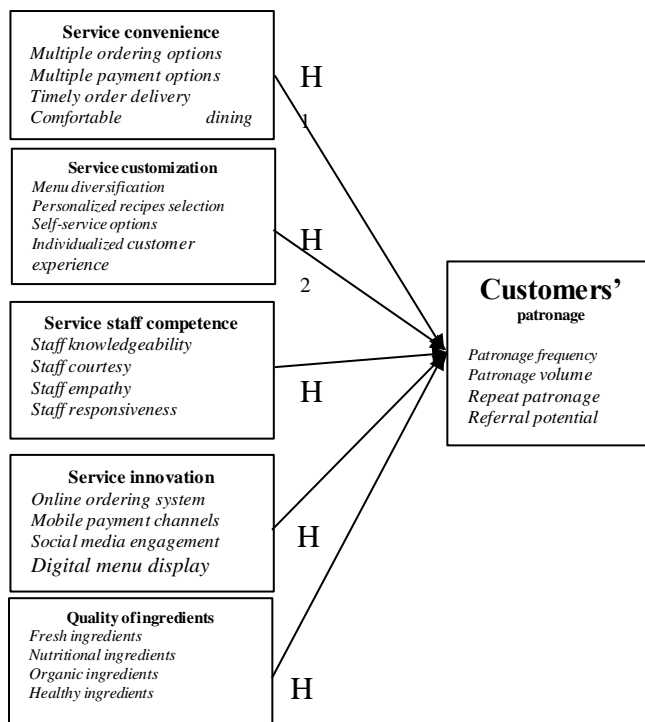 Service convenience
Multiple ordering options
Multiple payment options
Timely order delivery
Comfortable dining
H
1
Service customization
Menu diversification
Personalized recipes selection
Self-service options
Individualized customer
experience
H
2
Customers’
patronage
Patronage frequency
Patronage volume
Repeat patronage
Referral potential
Service staff competence
Staff knowledgeability
Staff courtesy
Staff empathy
Staff responsiveness
H
Service innovation
Online ordering system
Mobile payment channels
Social media engagement
Digital menu display
H
Quality of ingredients
Fresh ingredients
Nutritional ingredients
Organic ingredients
Healthy ingredients
H